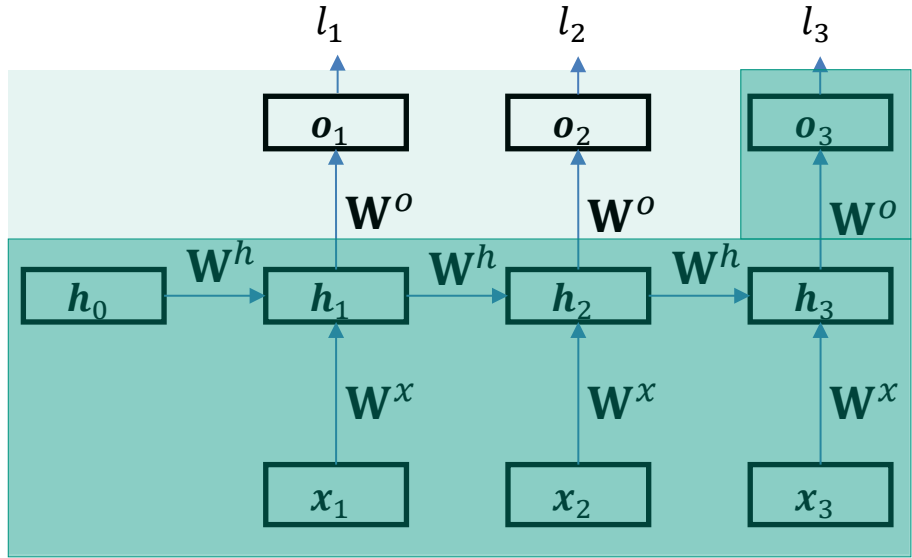 l₁ l₂ l₃
o₁ o₂ o₃
Wᵒ Wᵒ Wᵒ
Wʰ Wʰ Wʰ
h₀ h₁ h₂ h₃
Wˣ Wˣ Wˣ
x₁ x₂ x₃